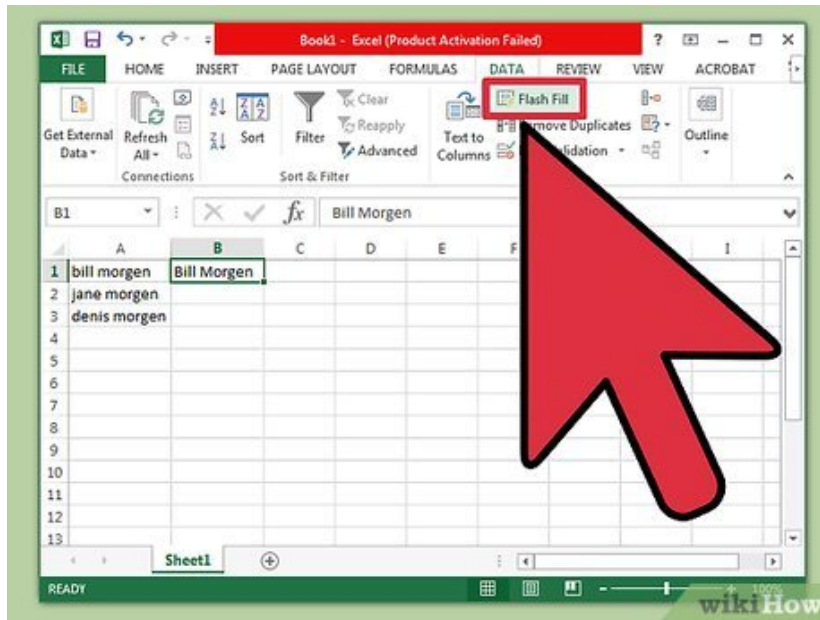 Book1 - Excel (Product Activation Failed)
FILE HOME INSERT PAGE LAYOUT FORMULAS DATA REVIEW VIEW ACROBAT
Get External Data
Refresh All
Connections
Sort
Filter
Clear
Reapply
Advanced
Sort & Filter
Text to Columns
Flash Fill
Duplicates
Outline
B1 fx Bill Morgen
A B C D E F I
1 bill morgen Bill Morgen
2 jane morgen
3 denis morgen
4
5
6
7
8
9
10
11
12
13
Sheet1
READY 100%
wikiHow